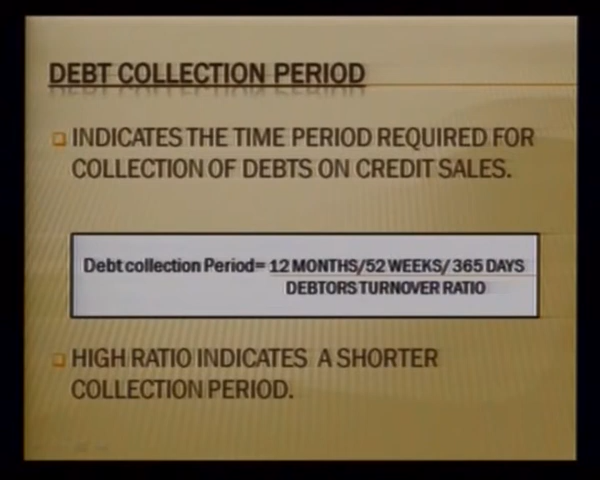 DEBT COLLECTION PERIOD
INDICATES THE TIME PERIOD REQUIRED FOR
COLLECTION OF DEBTS ON CREDIT SALES.
Debt collection Period= 12 MONTHS/52 WEEKS/ 365 DAYS
DEBTORS TURNOVER RATIO
HIGH RATIO INDICATES A SHORTER
COLLECTION PERIOD.